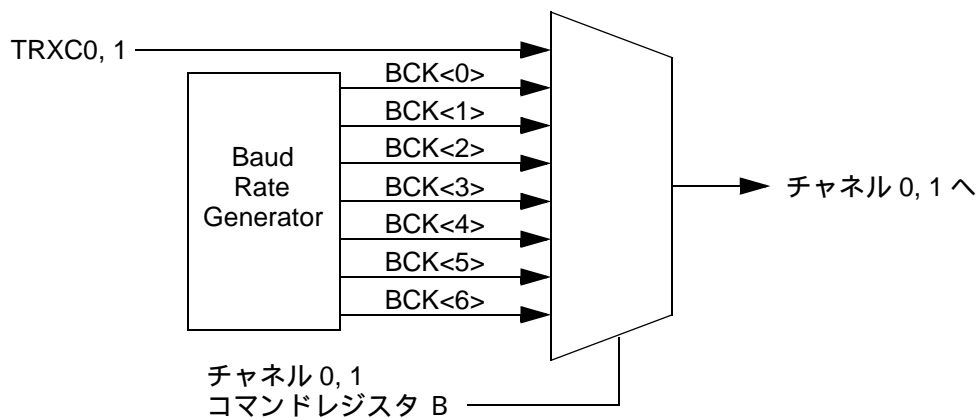 TRXC0, 1
BCK<0>
BCK<1>
BCK<2>
BCK<3>
BCK<4>
BCK<5>
BCK<6>
Baud
Rate
Generator
チャネル 0, 1 へ
チャネル 0, 1
コマンドレジスタ B